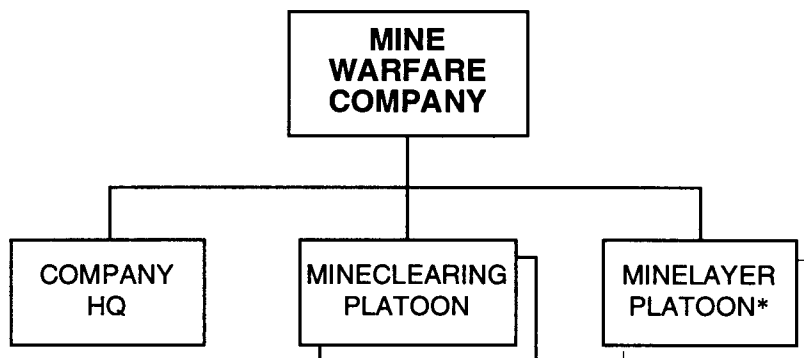 MINE
WARFARE
COMPANY
COMPANY
HQ
MINECLEARING
PLATOON
MINELAYER
PLATOON*